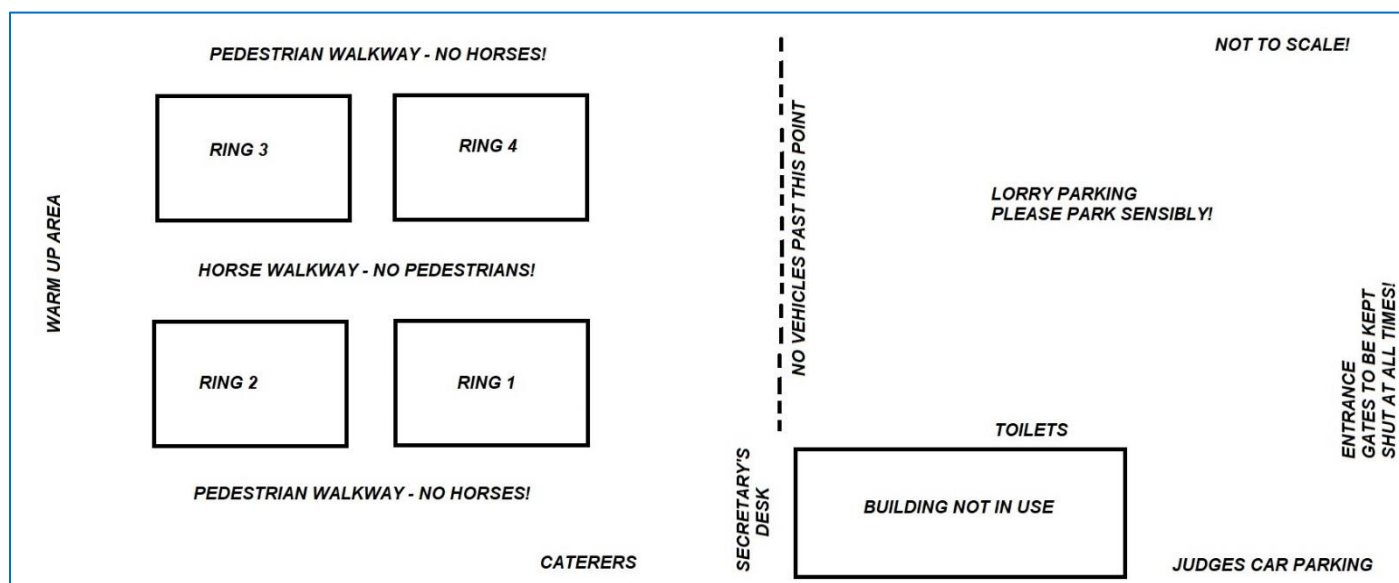 PEDESTRIAN WALKWAY - NO HORSES!
NOT TO SCALE!
RING 3
RING 4
NO VEHICLES PAST THIS POINT
LORRY PARKING
PLEASE PARK SENSIBLY!
WARM UP AREA
HORSE WALKWAY - NO PEDESTRIANS!
RING 2
RING 1
ENTRANCE
GATES TO BE KEPT
SHUT AT ALL TIMES!
TOILETS
PEDESTRIAN WALKWAY - NO HORSES!
SECRETARY'S
DESK
BUILDING NOT IN USE
CATERERS
JUDGES CAR PARKING